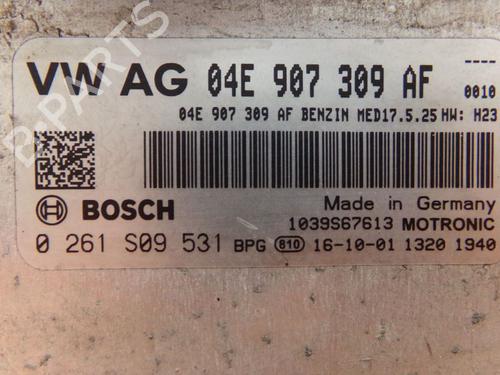 ----
VW AG 04E 907 309 AF 0010
04E 907 309 AF BENZIN MED17.5.25 HW: H23
BOSCH Made in Germany
1039S67613 MOTRONIC
0 261 S09 531 BPG 810 16-10-01 1320 1940
B-PARTS